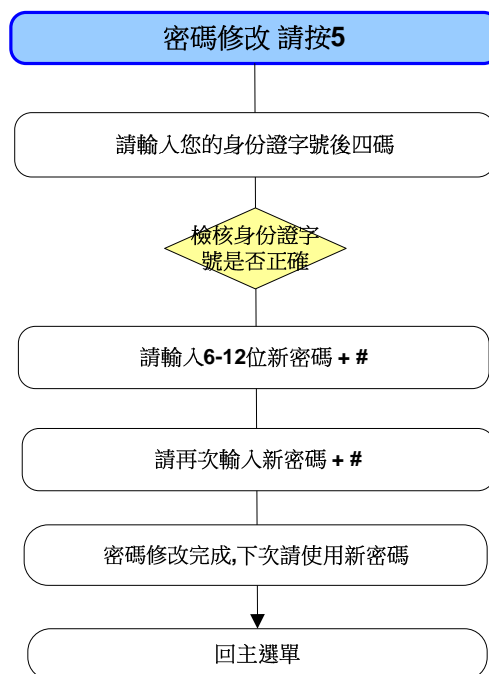 密碼修改 請按5
請輸入您的身份證字號後四碼
檢核身份證字
號是否正確
請輸入6-12位新密碼 + #
請再次輸入新密碼 + #
密碼修改完成,下次請使用新密碼
回主選單